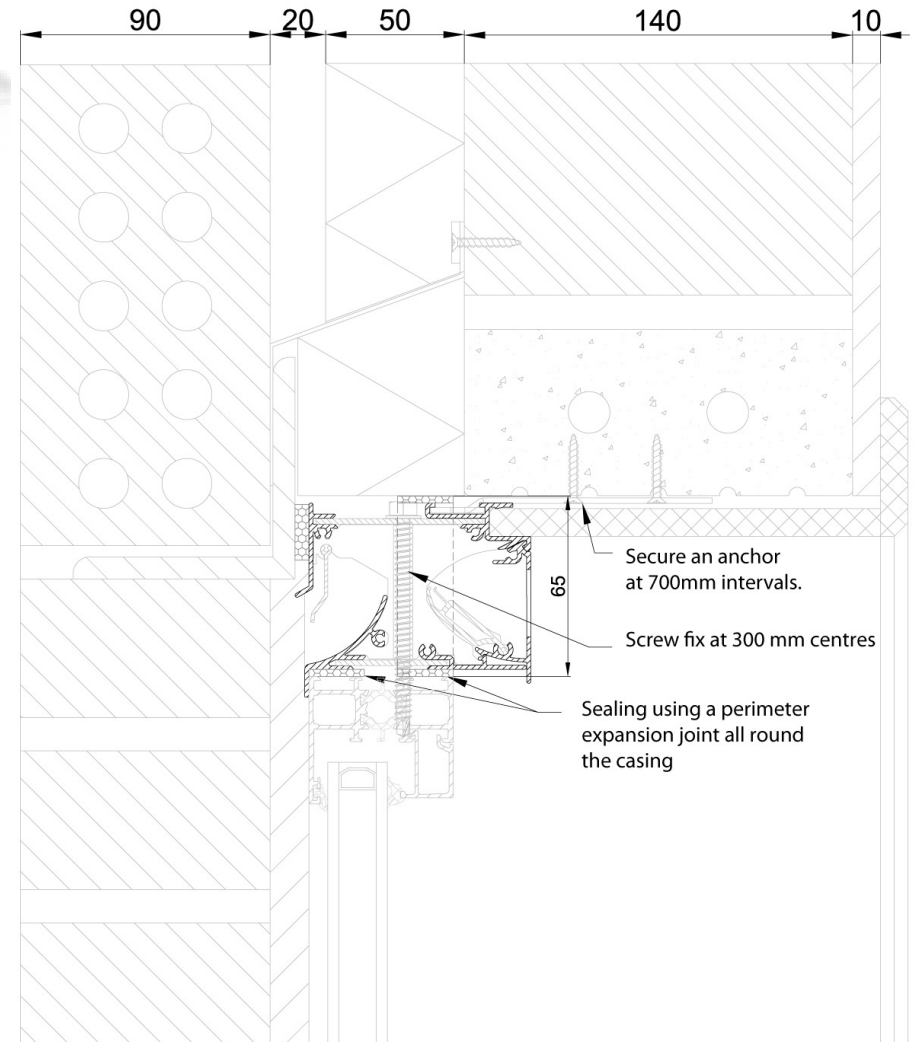 90 20 50 140 10
65
Secure an anchor
at 700mm intervals.
Screw fix at 300 mm centres
Sealing using a perimeter
expansion joint all round
the casing